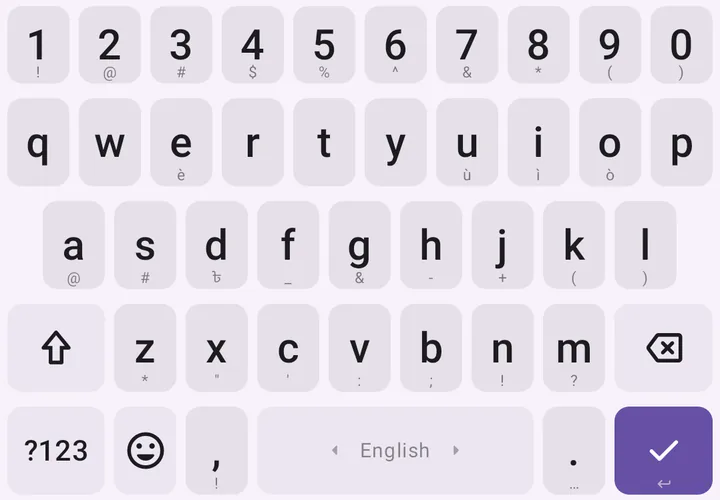 1 2 3 4 5 6 7 8 9 0
! @ # $ % ^ & * ( )
q w e r t y u i o p
è ù ì ò
a s d f g h j k l
@ # _ & - + ( )
z x c v b n m
* " ' : ; ! ?
?123 , English .
! …